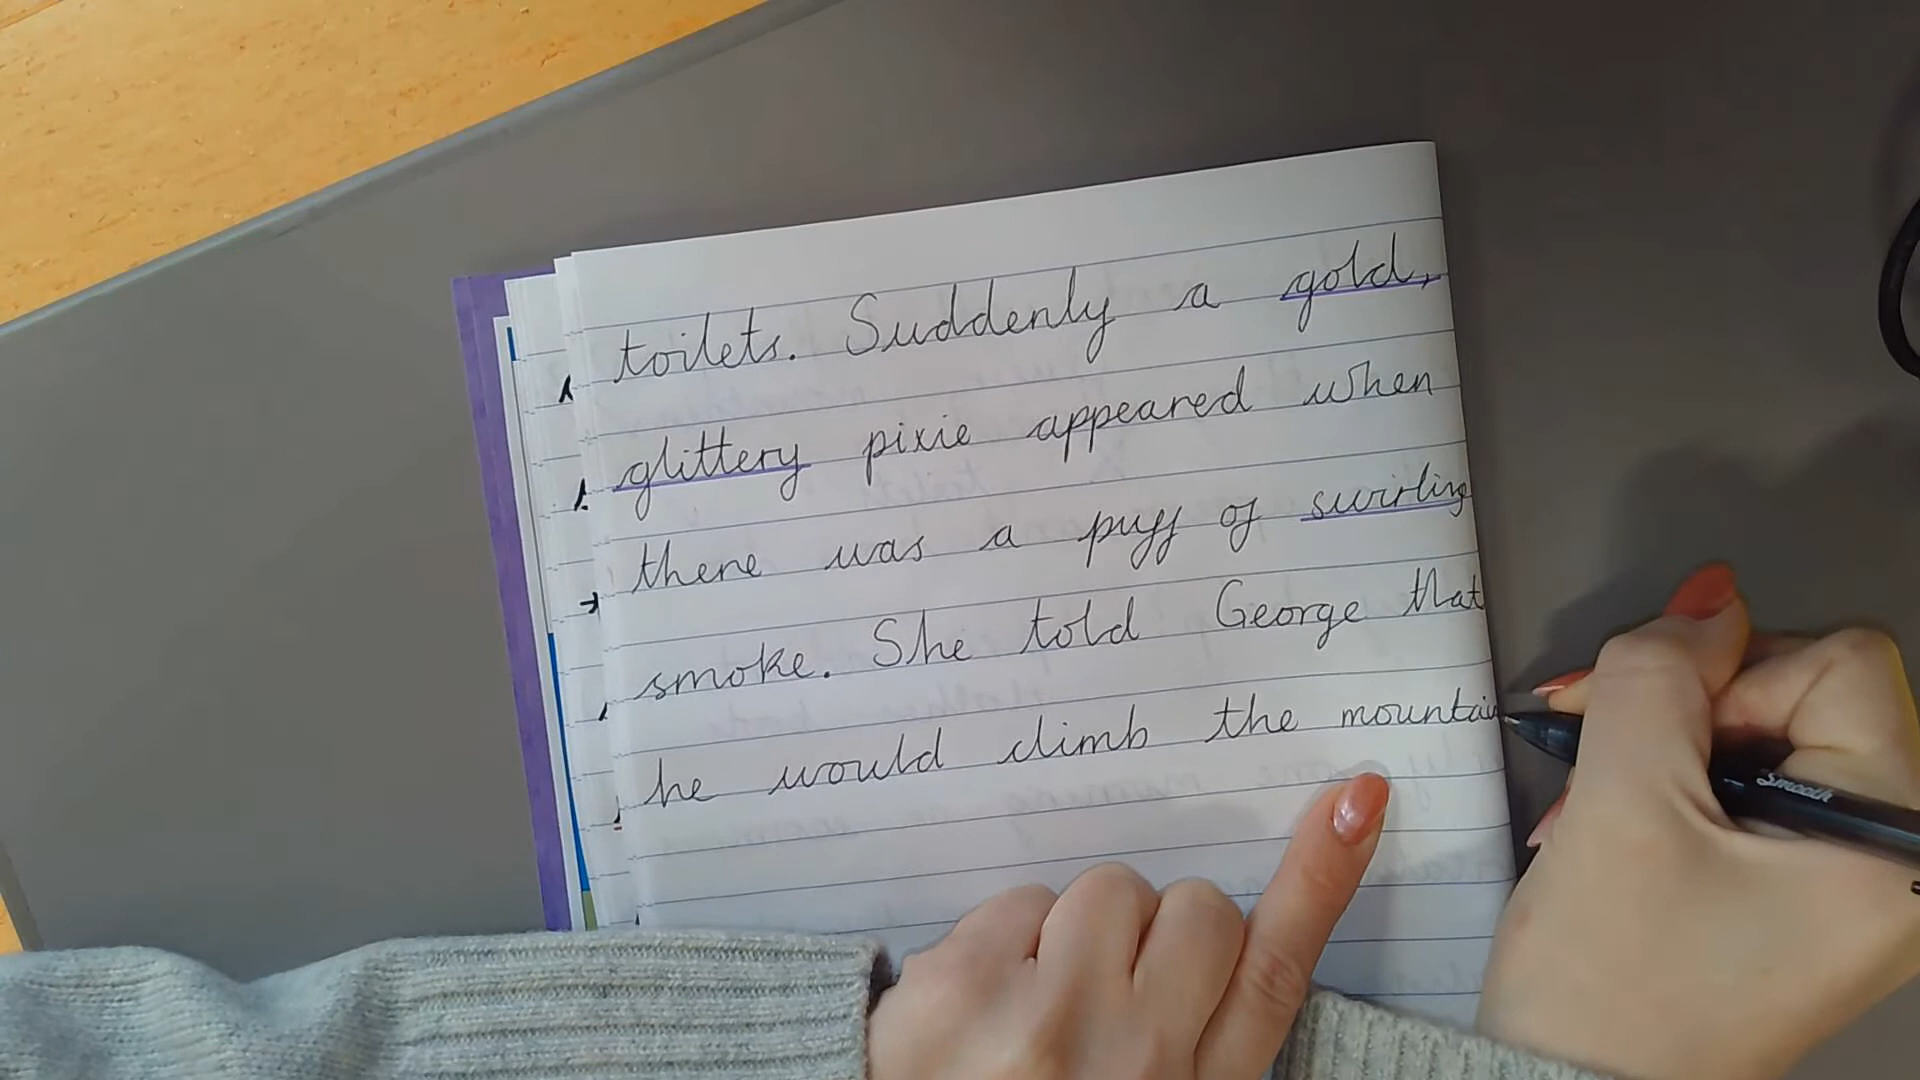 toilets. Suddenly a gold,
glittery pixie appeared when
there was a puff of swirling
smoke. She told George that
he would climb the mountain
Smooth